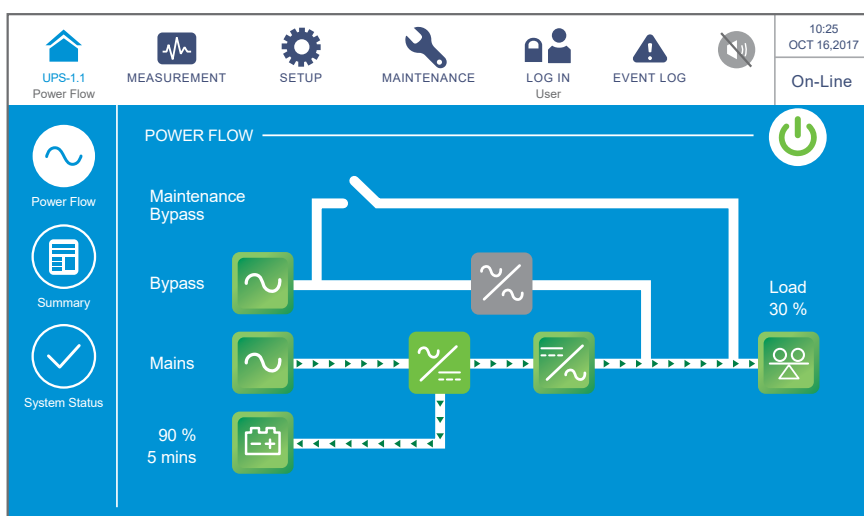 UPS-1.1
Power Flow
MEASUREMENT
SETUP
MAINTENANCE
LOG IN
User
EVENT LOG
10:25
OCT 16,2017
On-Line
Power Flow
Summary
System Status
POWER FLOW
Maintenance
Bypass
Bypass
Load
30 %
Mains
90 %
5 mins